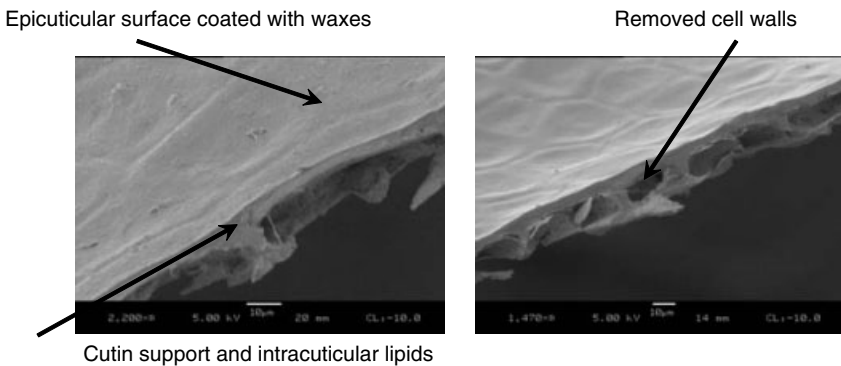 Epicuticular surface coated with waxes
Removed cell walls
2,200×
5.00 kV
10μm
20 mm
CL:-10.0
1,470×
5.00 kV
10μm
14 mm
CL:-10.0
Cutin support and intracuticular lipids